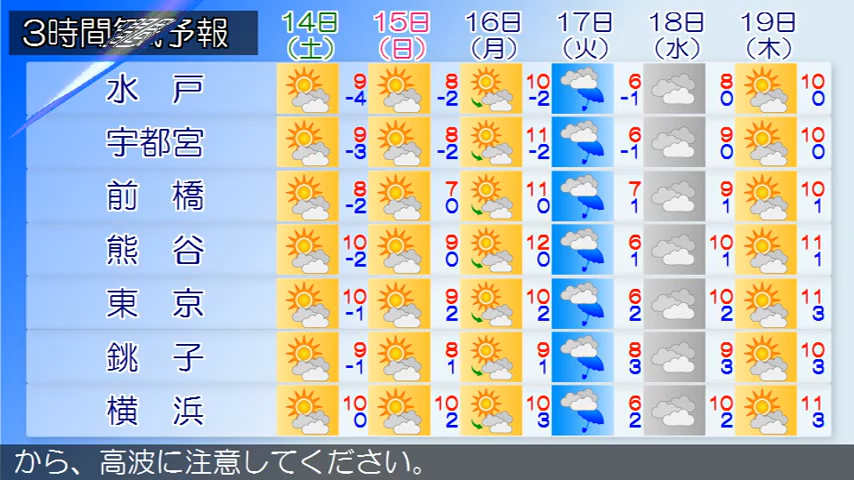 3時間 予報
14日 15日 16日 17日 18日 19日
(土) (日) (月) (火) (水) (木)
水戸 9 -4 8 -2 10 -2 6 -1 8 0 10 0
宇都宮 9 -3 8 -2 11 -2 6 -1 9 0 10 0
前橋 8 -2 7 0 11 0 7 1 9 1 10 1
熊谷 10 -2 9 0 12 0 6 1 10 1 11 1
東京 10 -1 9 2 10 2 6 2 10 2 11 3
銚子 9 -1 8 1 9 1 8 3 9 3 10 3
横浜 10 0 10 2 10 3 6 2 10 2 11 3
から、高波に注意してください。